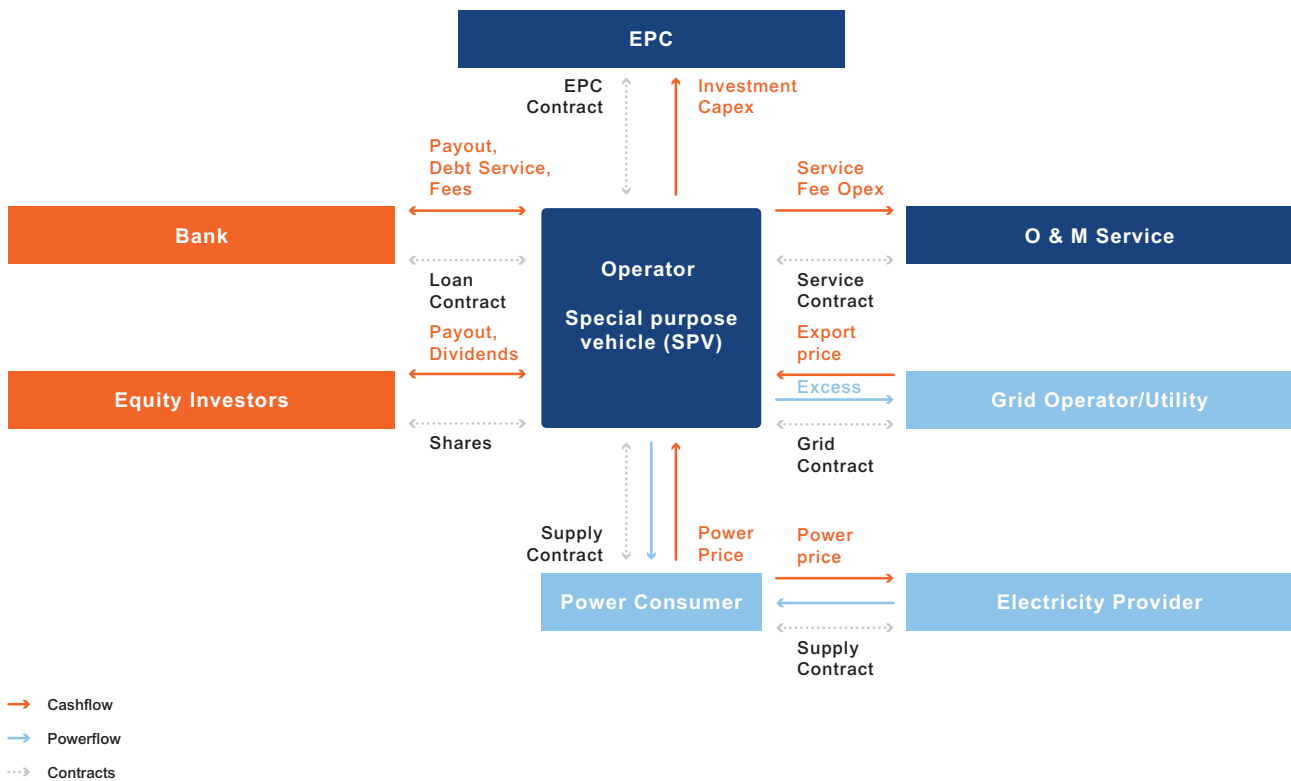 EPC
EPC
Contract
Investment
Capex
Payout,
Debt Service,
Fees
Service
Fee Opex
Bank
Operator
Special purpose
vehicle (SPV)
O & M Service
Loan
Contract
Service
Contract
Payout,
Dividends
Export
price
Equity Investors
Excess
Grid Operator/Utility
Shares
Grid
Contract
Supply
Contract
Power
Price
Power
price
Power Consumer
Electricity Provider
Supply
Contract
Cashflow
Powerflow
Contracts